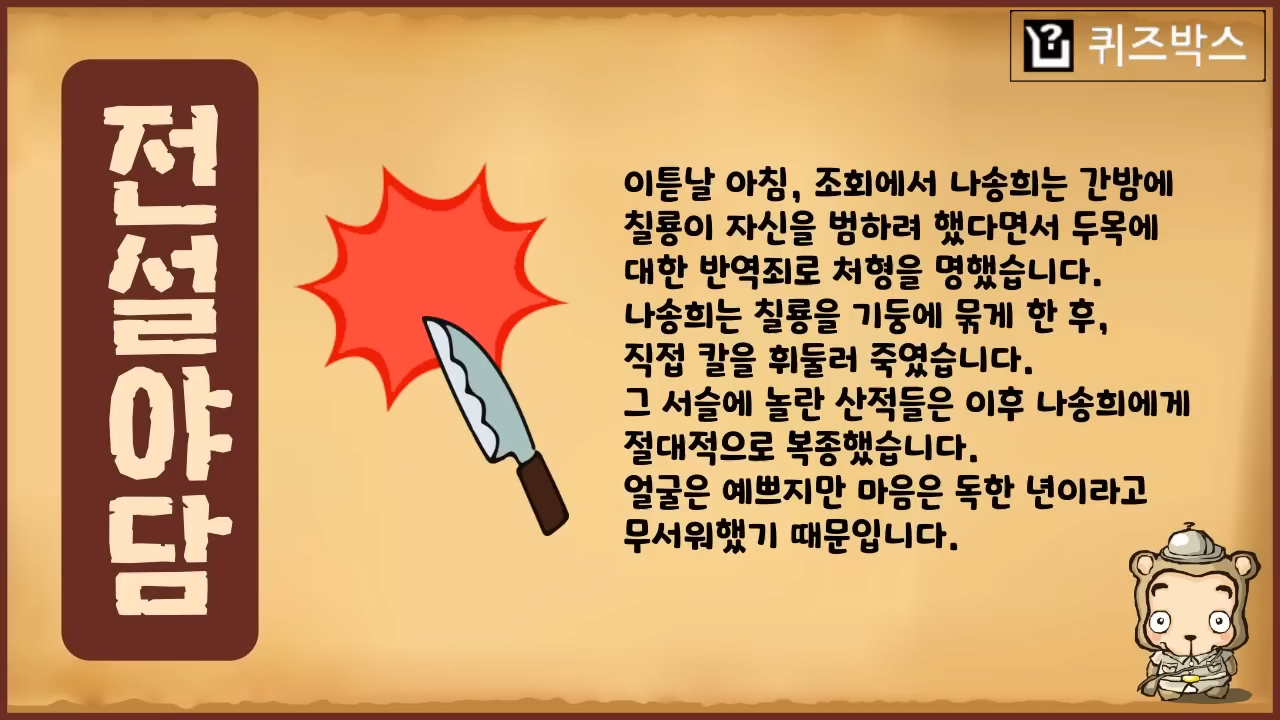 퀴즈박스
전설야담
이튿날 아침, 조회에서 나송희는 간밤에
칠룡이 자신을 범하려 했다면서 두목에
대한 반역죄로 처형을 명했습니다.
나송희는 칠룡을 기둥에 묶게 한 후,
직접 칼을 휘둘러 죽였습니다.
그 서슬에 놀란 산적들은 이후 나송희에게
절대적으로 복종했습니다.
얼굴은 예쁘지만 마음은 독한 년이라고
무서워했기 때문입니다.